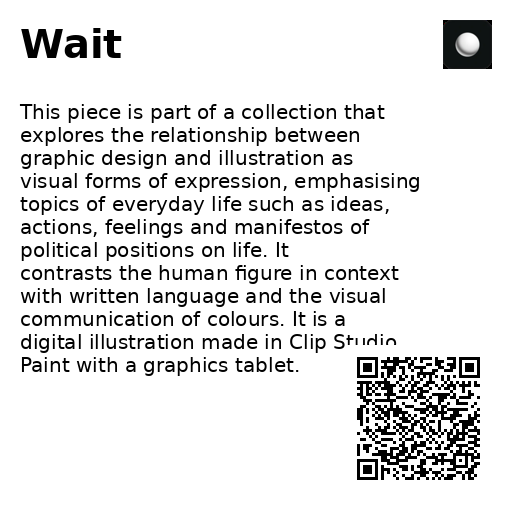 Wait
This piece is part of a collection that
explores the relationship between
graphic design and illustration as
visual forms of expression, emphasising
topics of everyday life such as ideas,
actions, feelings and manifestos of
political positions on life. It
contrasts the human figure in context
with written language and the visual
communication of colours. It is a
digital illustration made in Clip Studio
Paint with a graphics tablet.